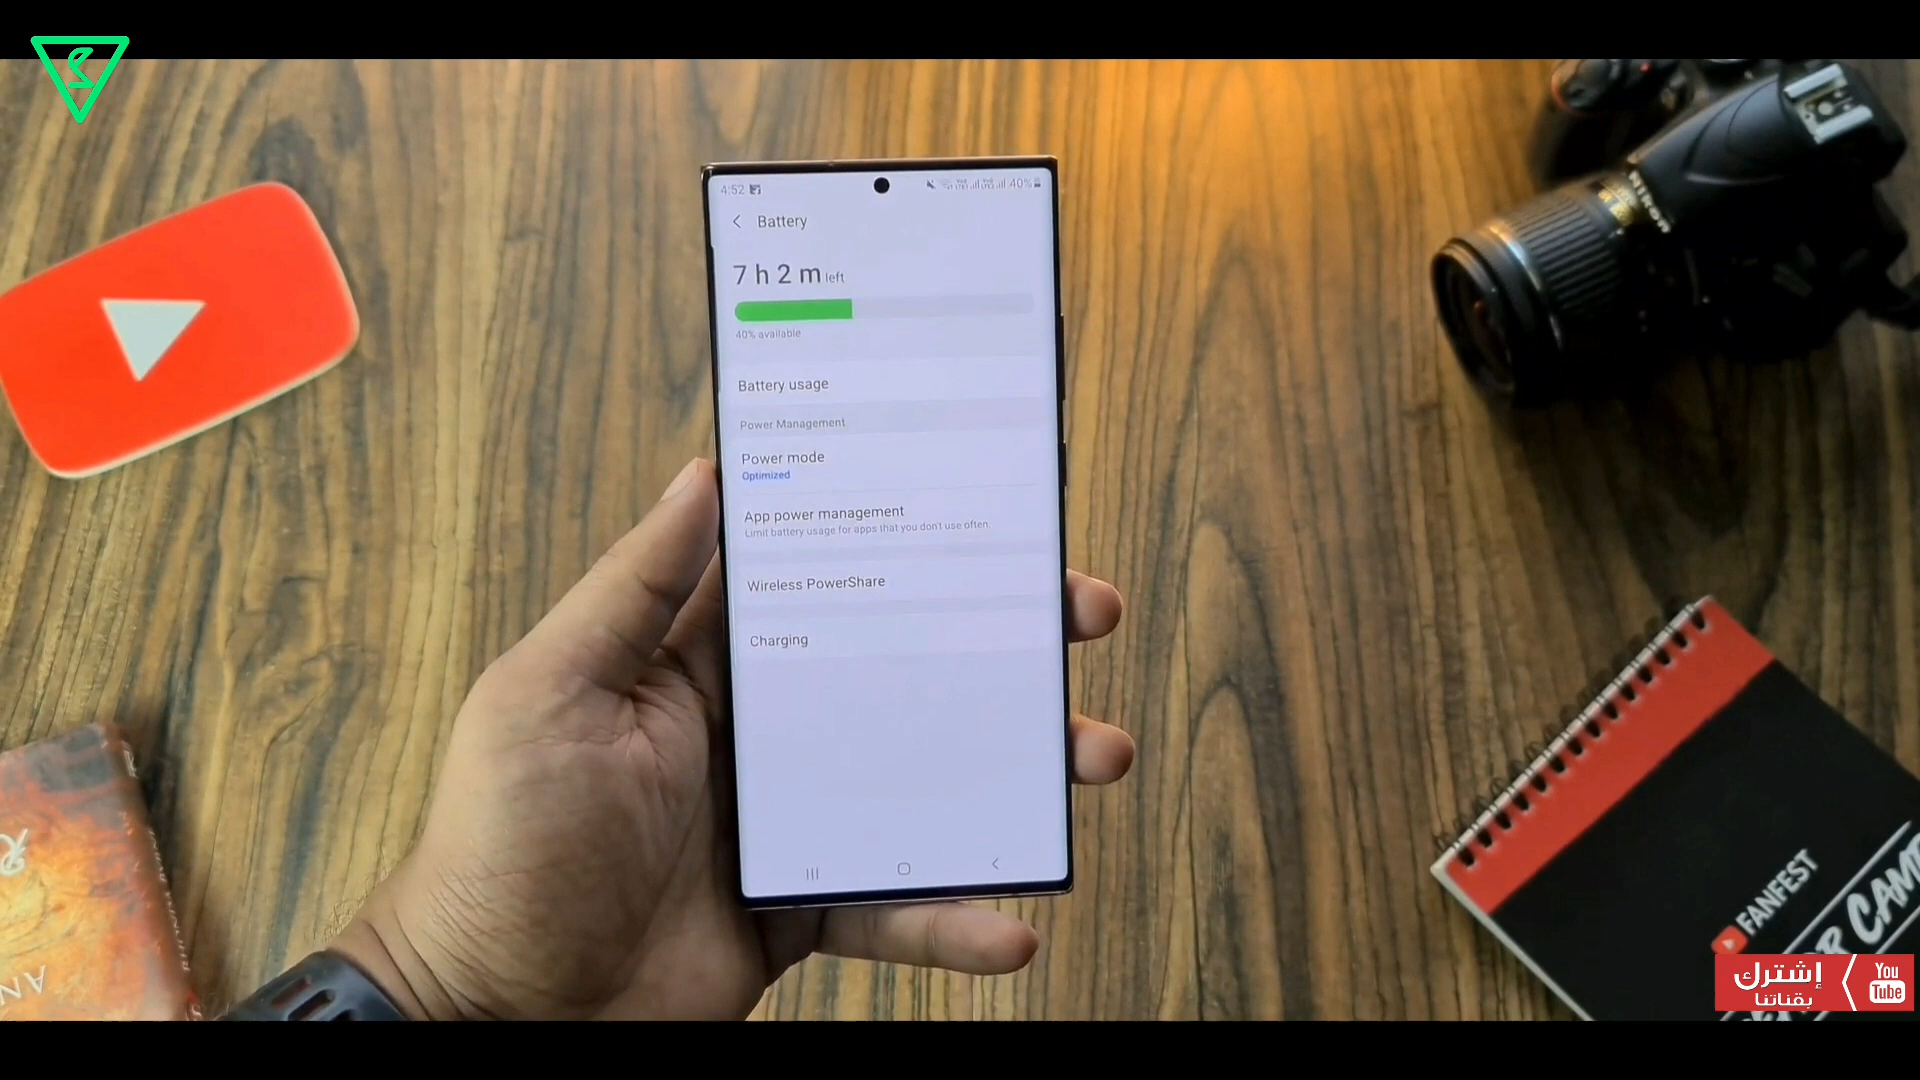 4:52
40%
Battery
7 h 2 m left
40% available
Battery usage
Power Management
Power mode
Optimized
App power management
Limit battery usage for apps that you don't use often.
Wireless PowerShare
Charging
Nikon
FANFEST
إشترك
بقناتنا
You
Tube